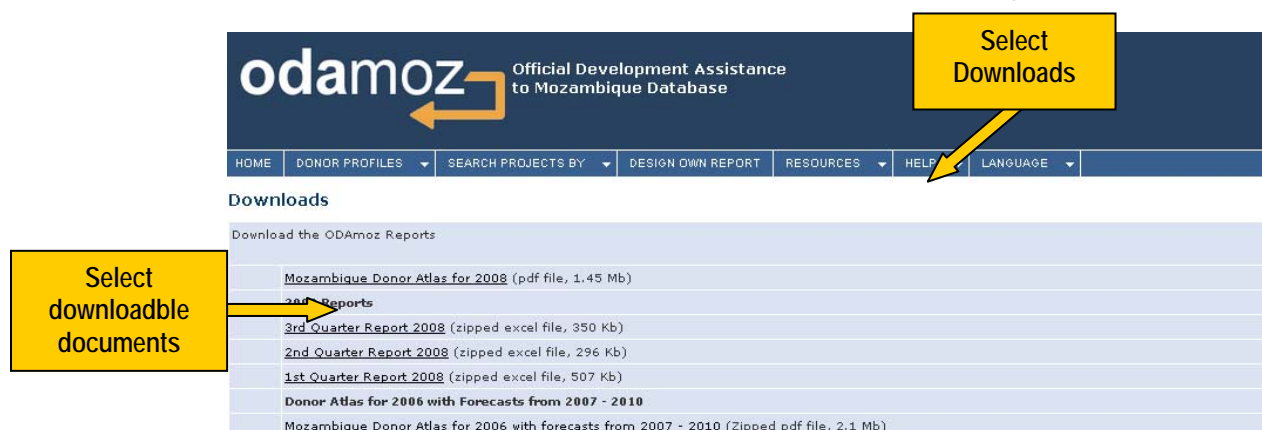 Select
Downloads
odamoz
Official Development Assistance
to Mozambique Database
HOME DONOR PROFILES SEARCH PROJECTS BY DESIGN OWN REPORT RESOURCES HELP LANGUAGE
Downloads
Download the ODAmoz Reports
Select
downloadble
documents
Mozambique Donor Atlas for 2008 (pdf file, 1.45 Mb)
Reports
3rd Quarter Report 2008 (zipped excel file, 350 Kb)
2nd Quarter Report 2008 (zipped excel file, 296 Kb)
1st Quarter Report 2008 (zipped excel file, 507 Kb)
Donor Atlas for 2006 with Forecasts from 2007 - 2010
Mozambique Donor Atlas for 2006 with forecasts from 2007 - 2010 (Zipped pdf file, 2.1 Mb)